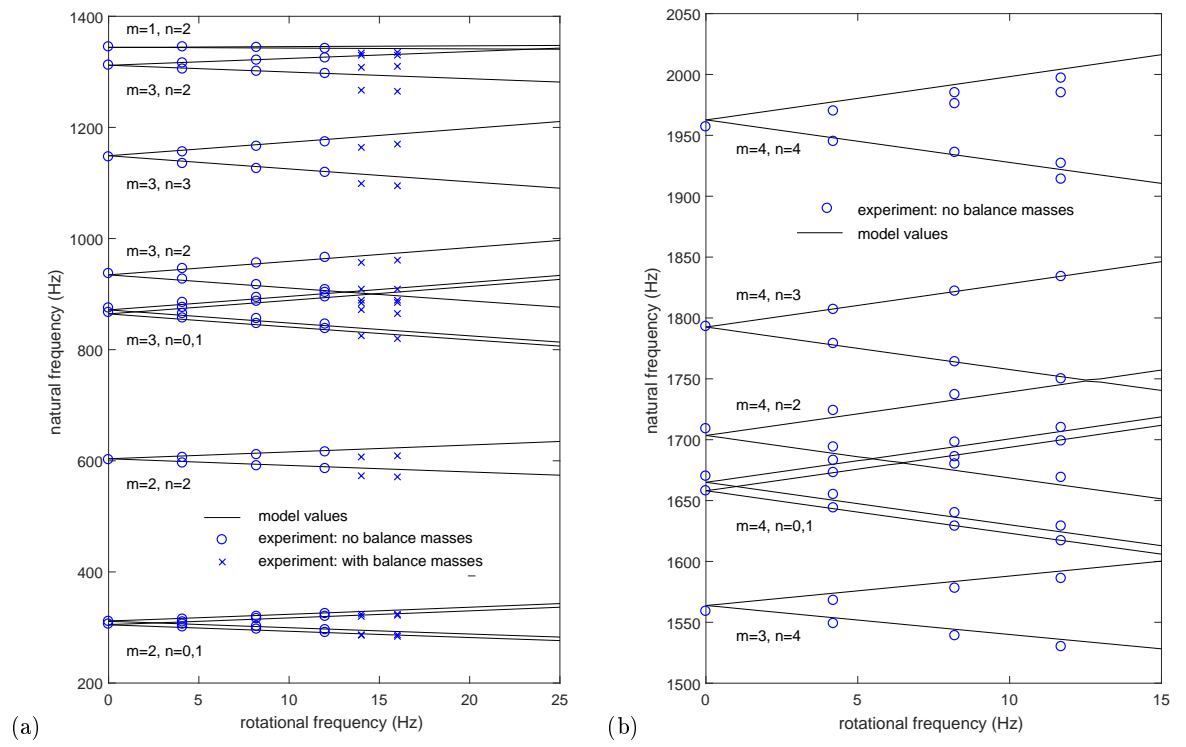 1400
1200
1000
800
600
400
200
natural frequency (Hz)
m=1, n=2
m=3, n=2
m=3, n=3
m=3, n=2
m=3, n=0,1
m=2, n=2
model values
experiment: no balance masses
experiment: with balance masses
m=2, n=0,1
0 5 10 15 20 25
rotational frequency (Hz)
(a)
2050
2000
1950
1900
1850
1800
1750
1700
1650
1600
1550
1500
natural frequency (Hz)
m=4, n=4
experiment: no balance masses
model values
m=4, n=3
m=4, n=2
m=4, n=0,1
m=3, n=4
0 5 10 15
rotational frequency (Hz)
(b)